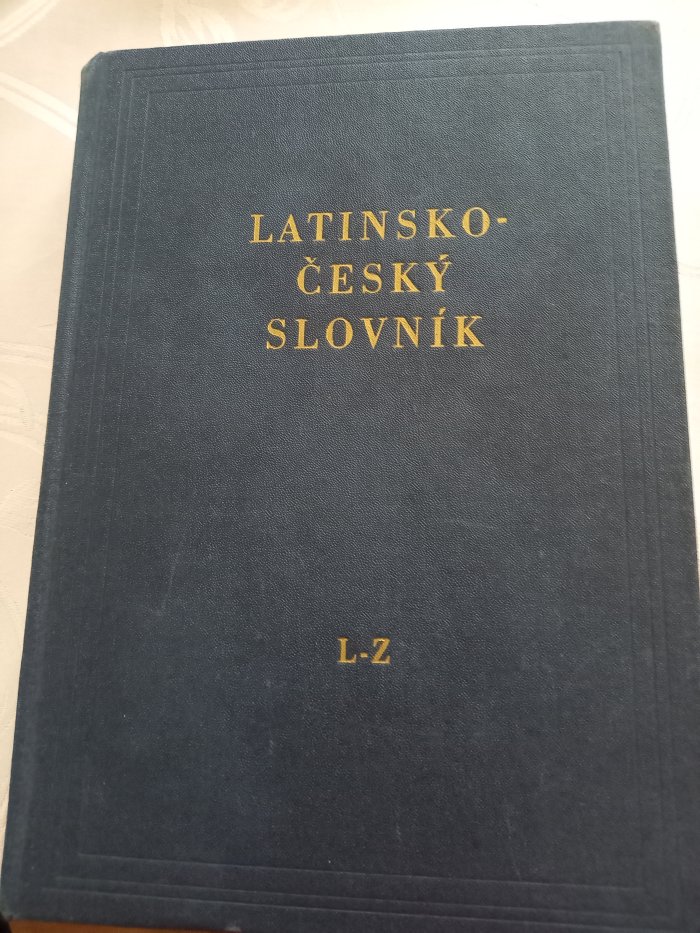 LATINSKO-
ČESKÝ
SLOVNÍK
L-Z